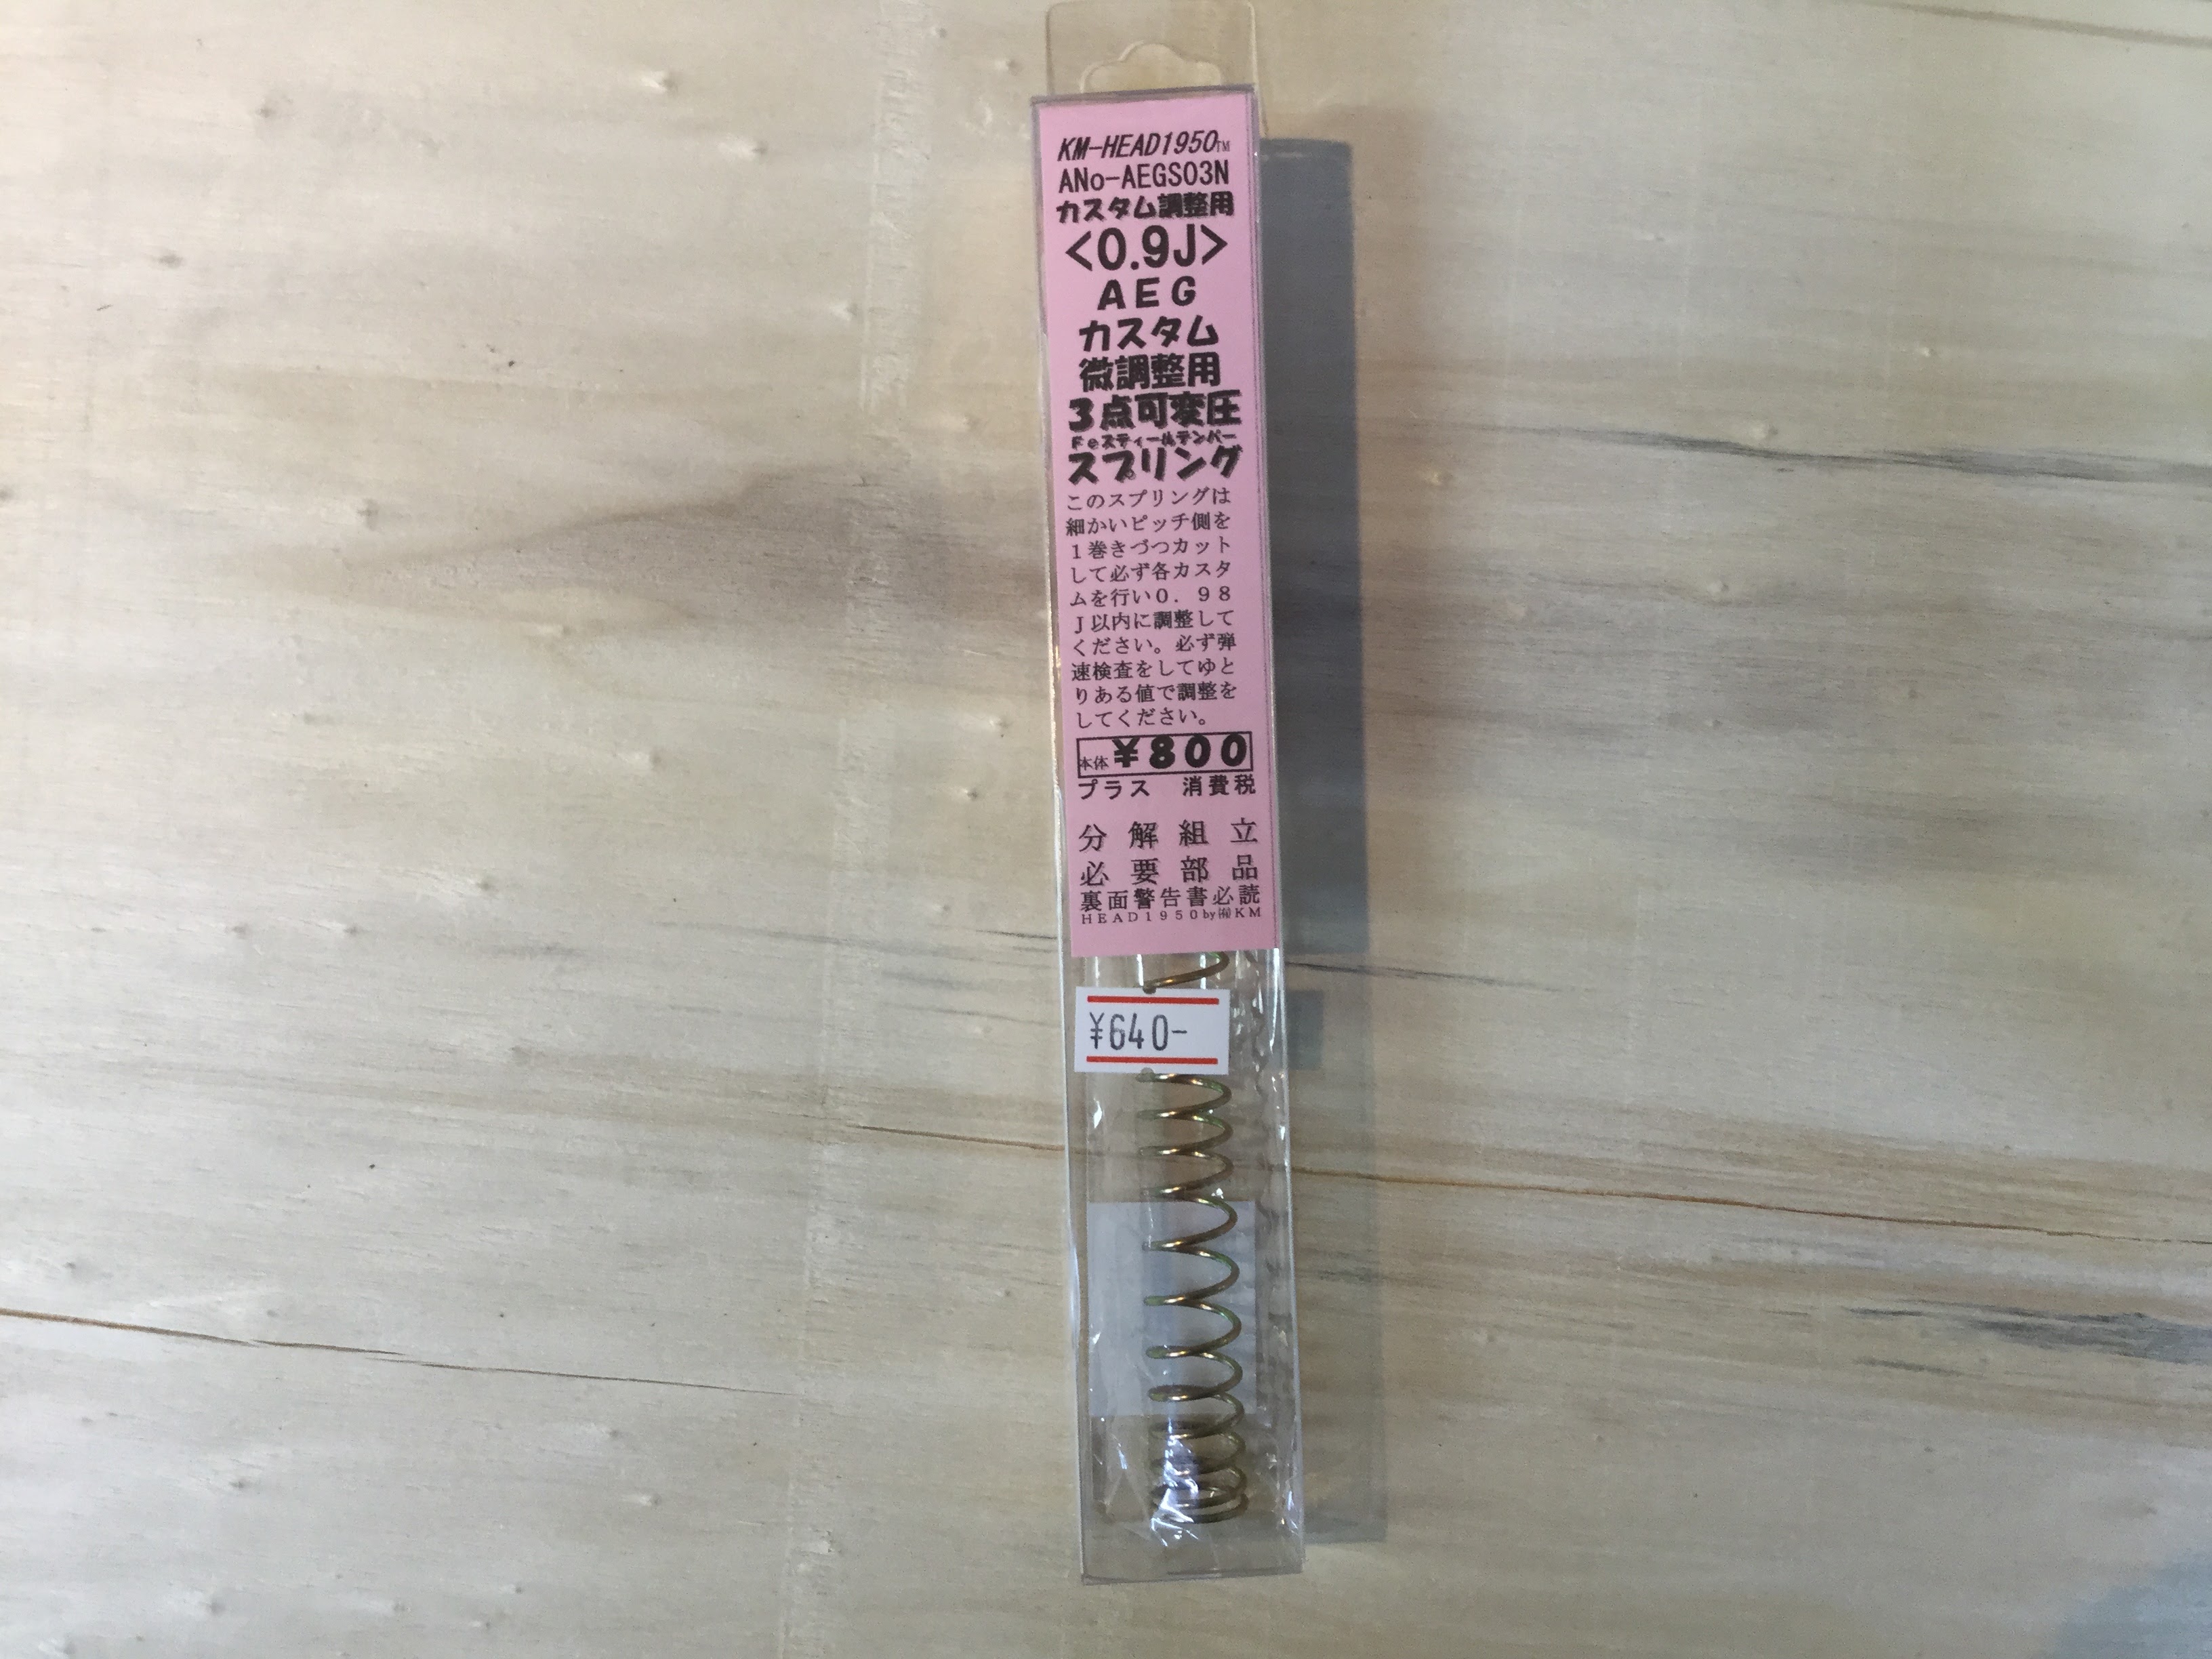 KM-HEAD1950TM
ANo-AEGS03N
カスタム調整用
<0.9J>
AEG
カスタム
微調整用
3点可変圧
Feスティールテンパー
スプリング
このスプリングは
細かいピッチ側を
1巻きづつカット
して必ず各カスタ
ムを行い0.98
J以内に調整して
ください。必ず弾
速検査をしてゆと
りある値で調整を
してください。
本体¥800
プラス 消費税
分解組立
必要部品
裏面警告書必読
HEAD1950by㈲KM
¥640-